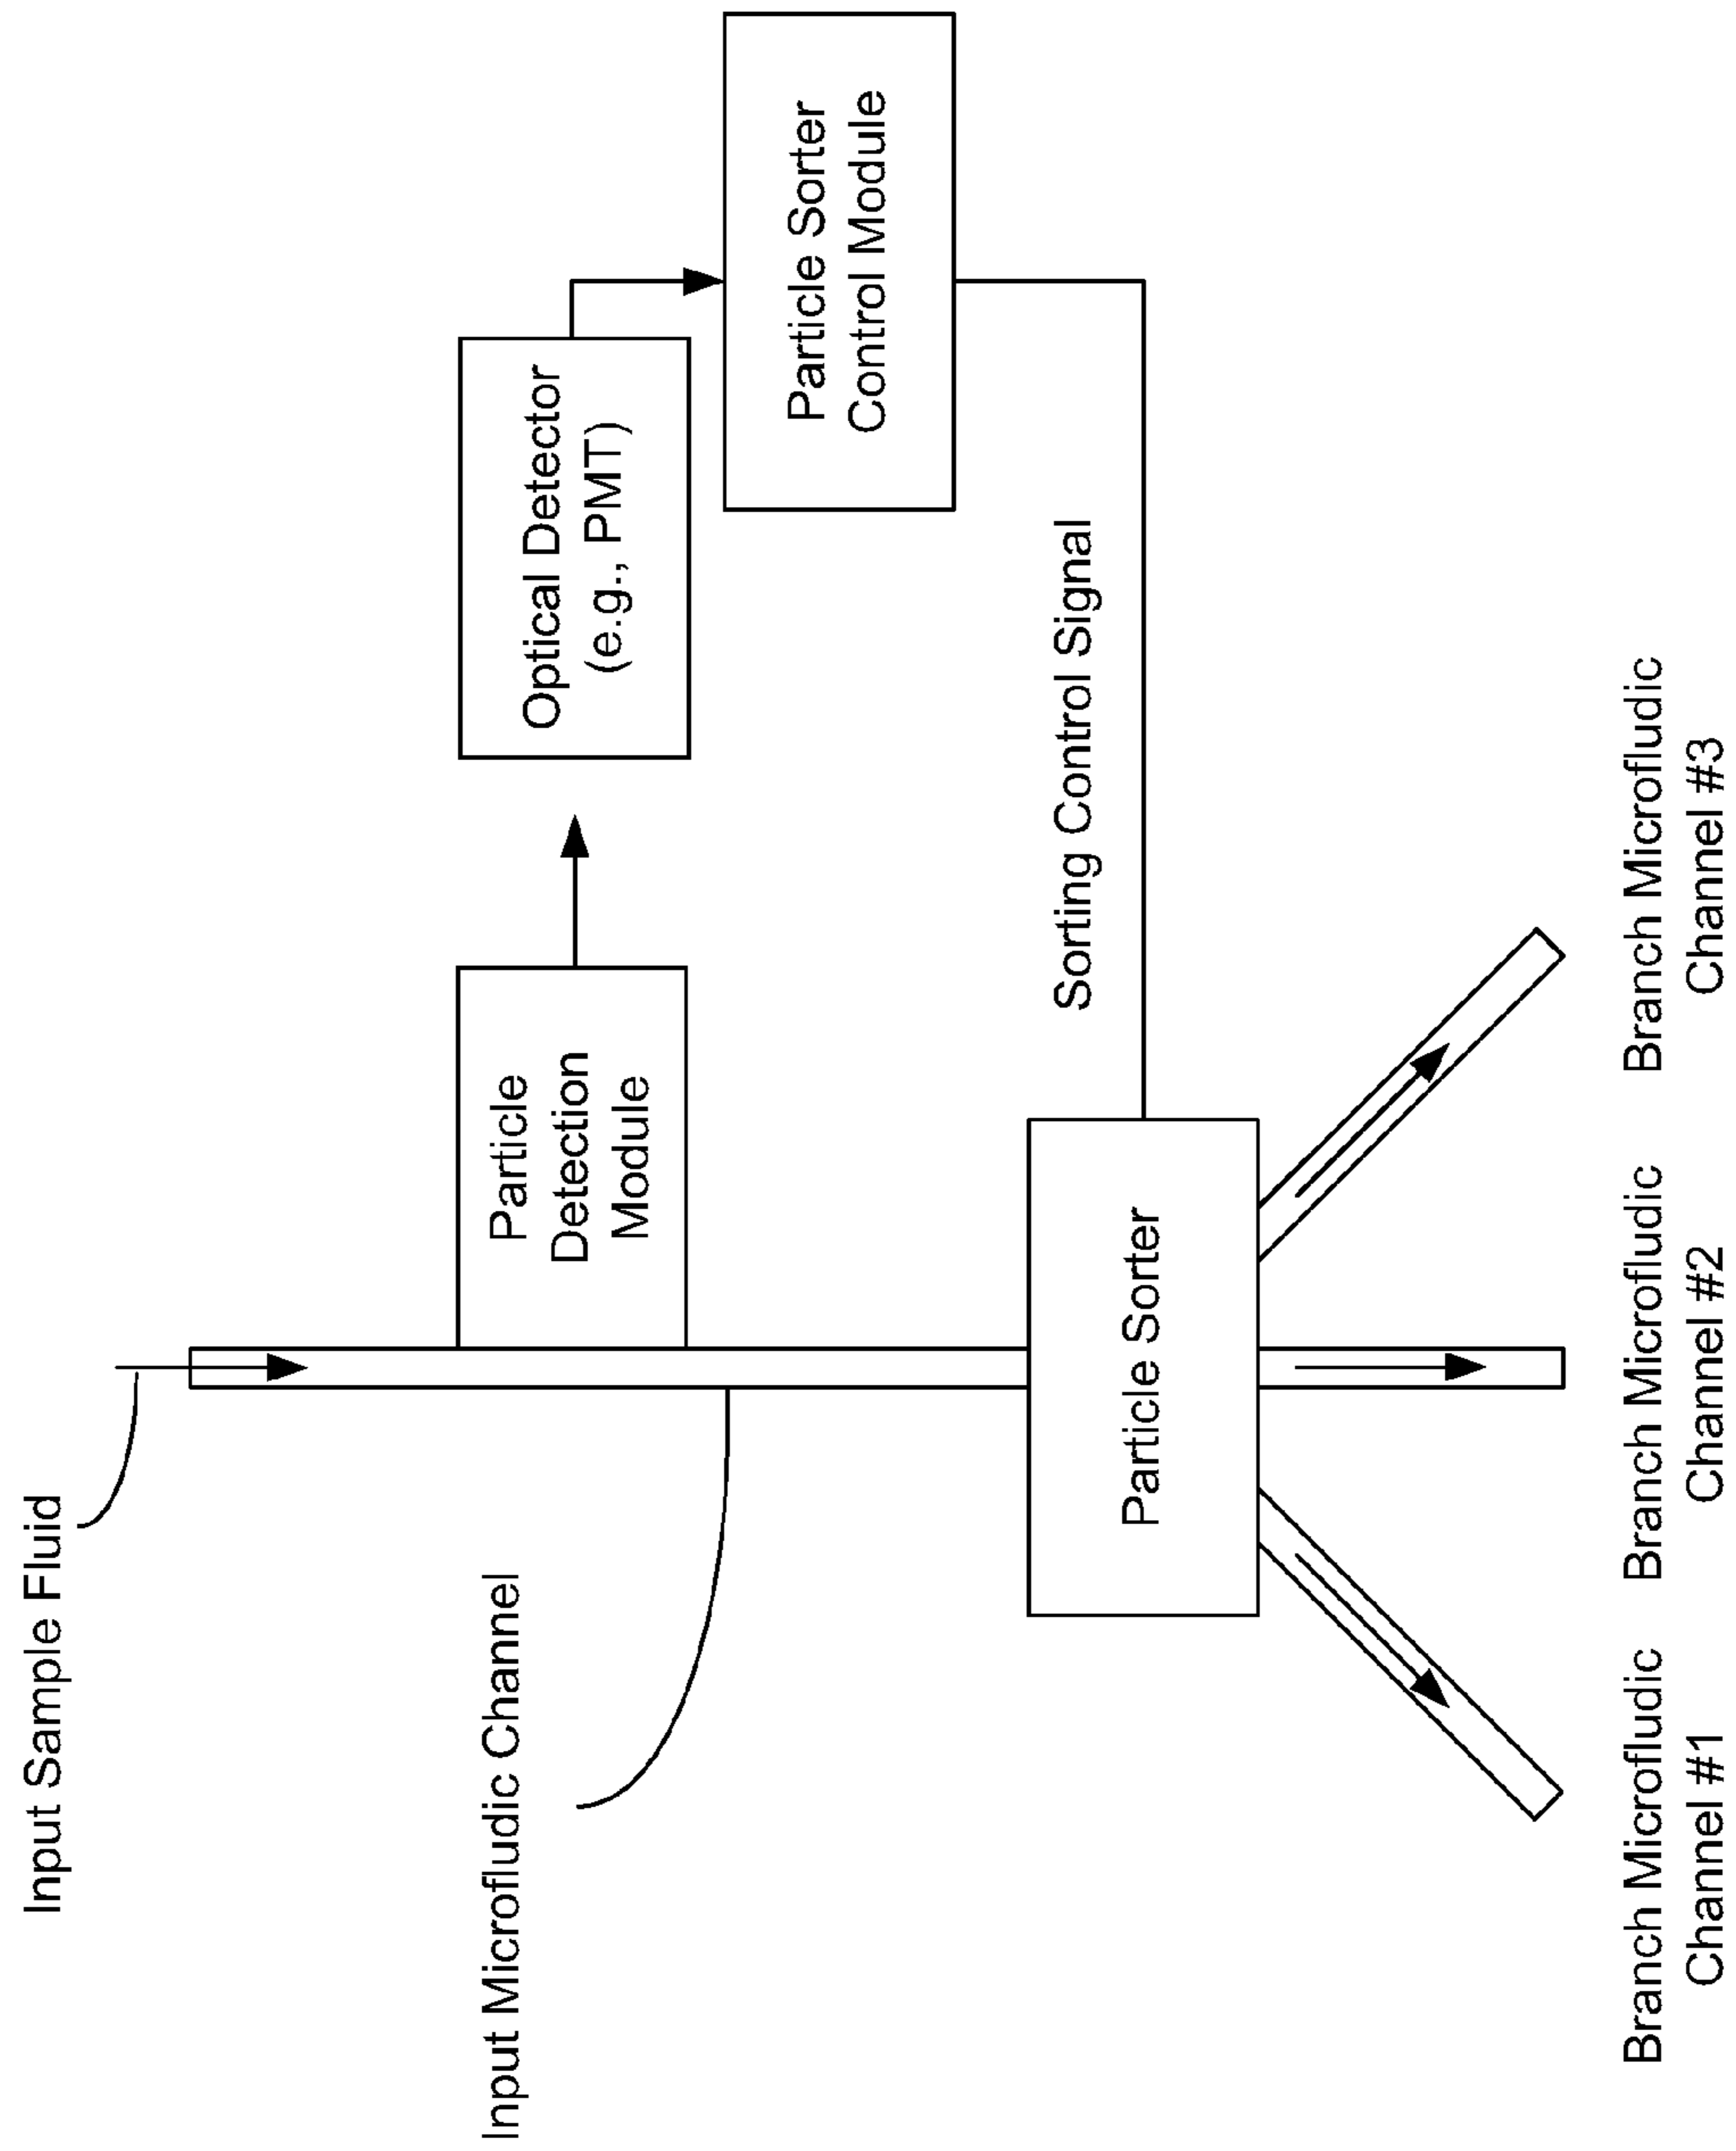 Input Sample Fluid
Input Microfludic Channel
Particle
Detection
Module
Optical Detector
(e.g., PMT)
Particle Sorter
Control Module
Sorting Control Signal
Particle Sorter
Branch Microfludic
Channel #1
Branch Microfludic
Channel #2
Branch Microfludic
Channel #3